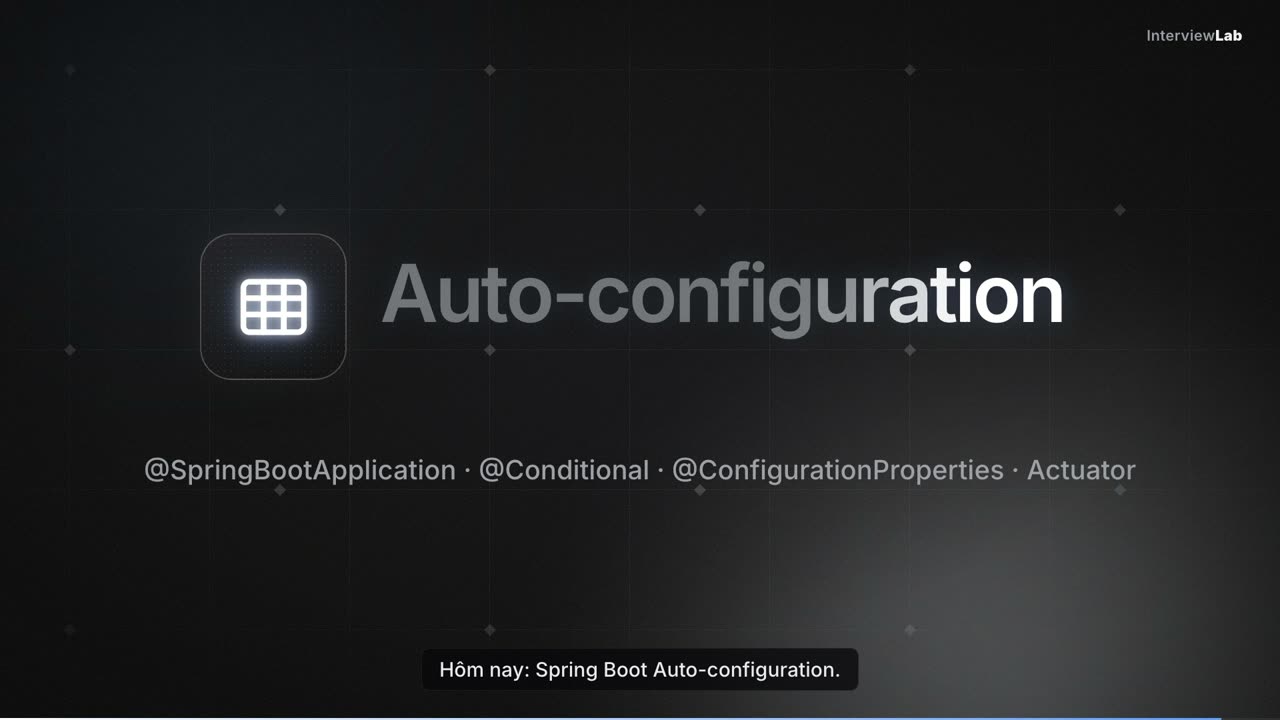 InterviewLab
Auto-configuration
@SpringBootApplication · @Conditional · @ConfigurationProperties · Actuator
Hôm nay: Spring Boot Auto-configuration.